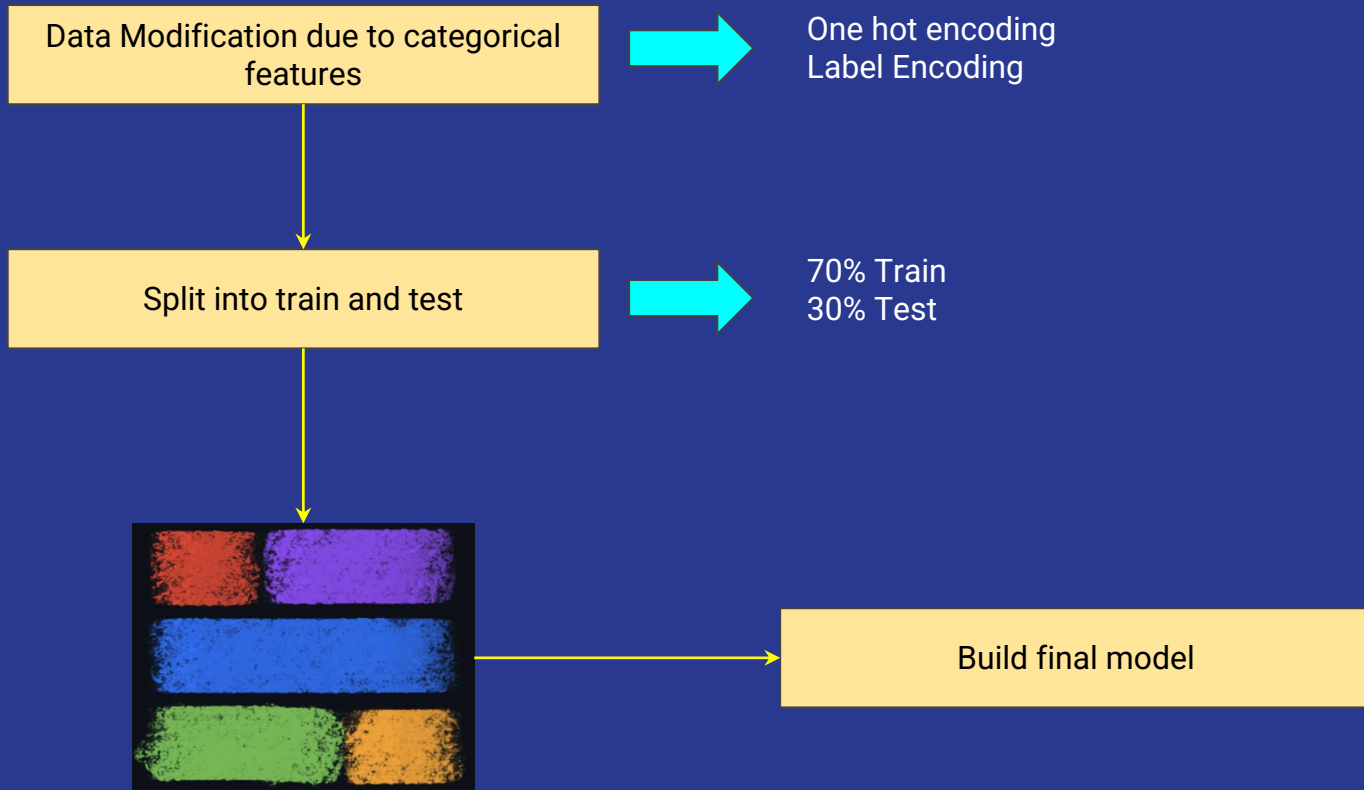 Data Modification due to categorical
features
One hot encoding
Label Encoding
Split into train and test
70% Train
30% Test
Build final model